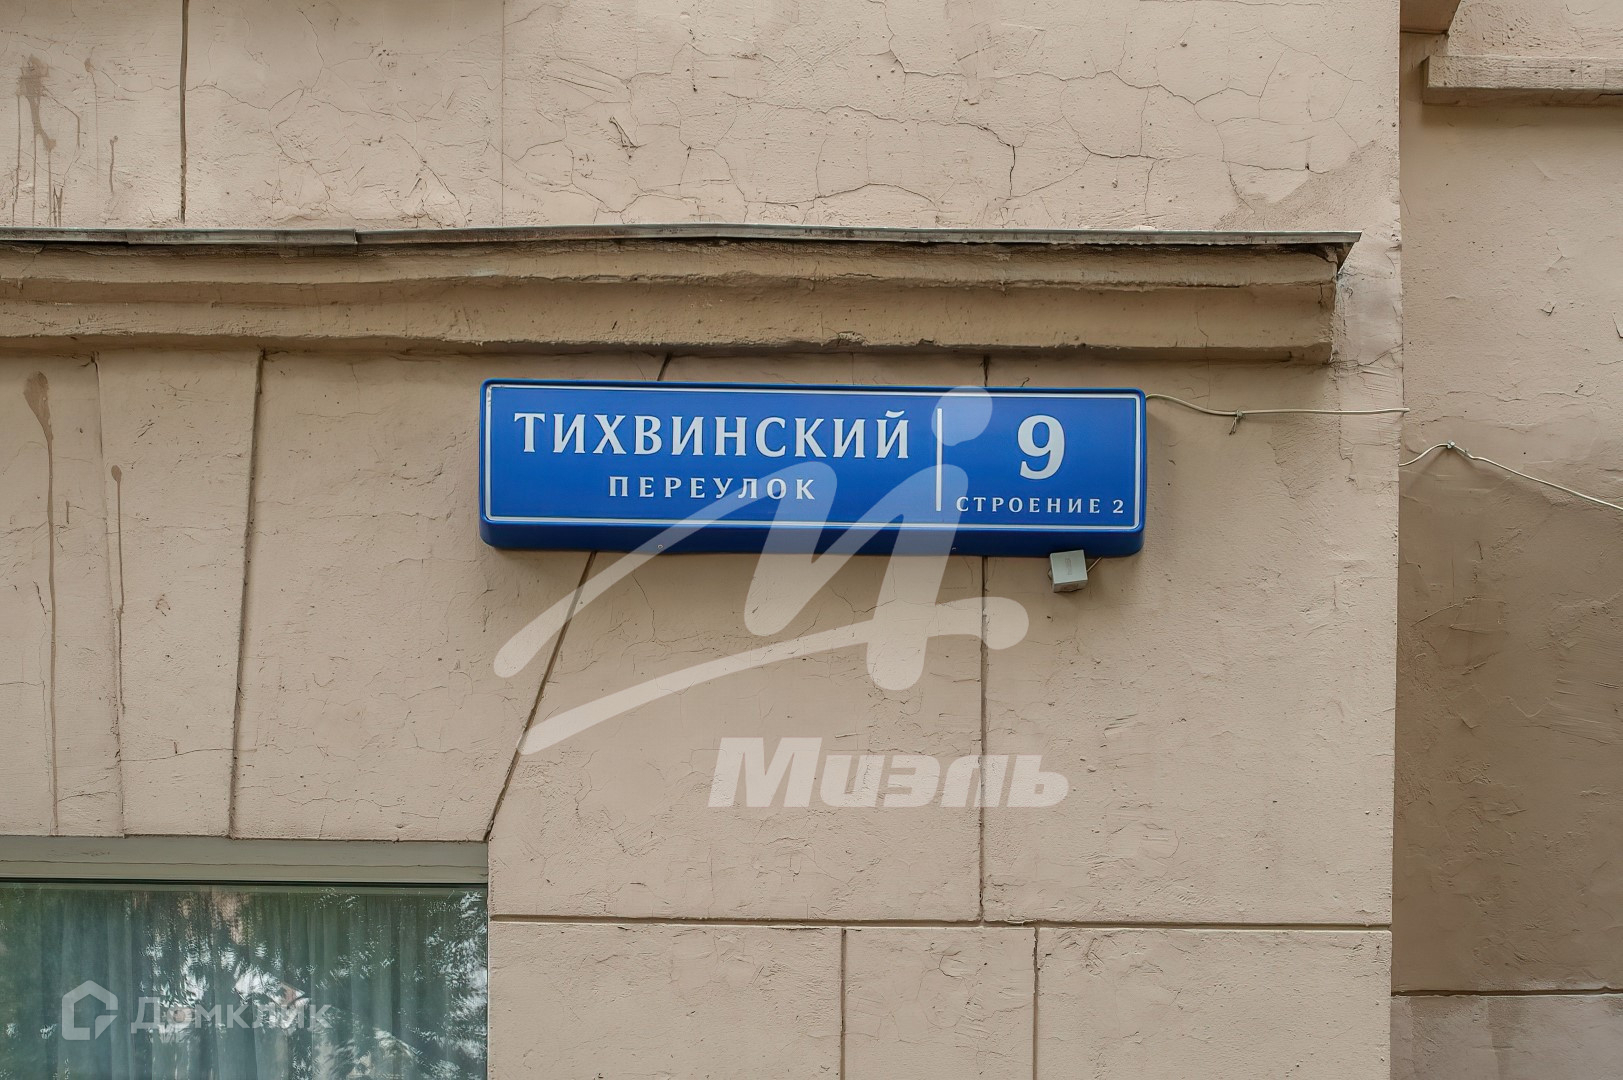 ТИХВИНСКИЙ
ПЕРЕУЛОК
9
СТРОЕНИЕ 2
Миэль
Домклик